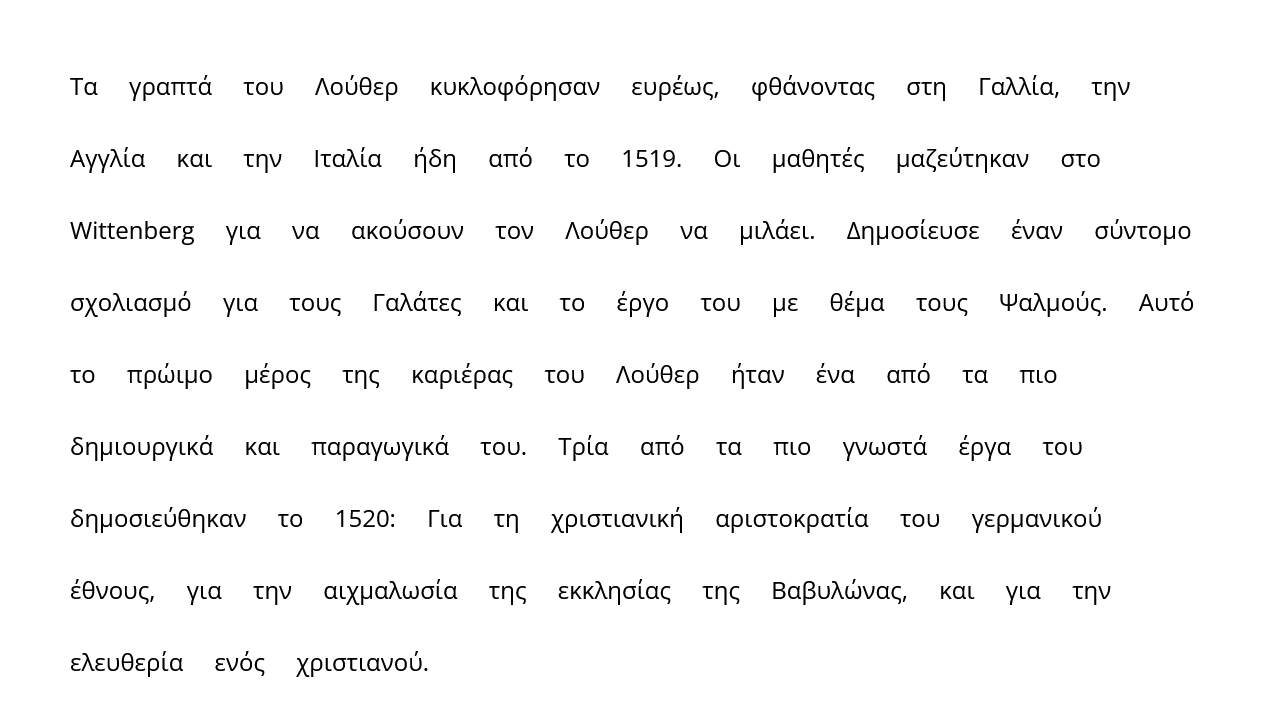 Τα γραπτά του Λούθερ κυκλοφόρησαν ευρέως, φθάνοντας στη Γαλλία, την
Αγγλία και την Ιταλία ήδη από το 1519. Οι μαθητές μαζεύτηκαν στο
Wittenberg για να ακούσουν τον Λούθερ να μιλάει. Δημοσίευσε έναν σύντομο
σχολιασμό για τους Γαλάτες και το έργο του με θέμα τους Ψαλμούς. Αυτό
το πρώιμο μέρος της καριέρας του Λούθερ ήταν ένα από τα πιο
δημιουργικά και παραγωγικά του. Τρία από τα πιο γνωστά έργα του
δημοσιεύθηκαν το 1520: Για τη χριστιανική αριστοκρατία του γερμανικού
έθνους, για την αιχμαλωσία της εκκλησίας της Βαβυλώνας, και για την
ελευθερία ενός χριστιανού.